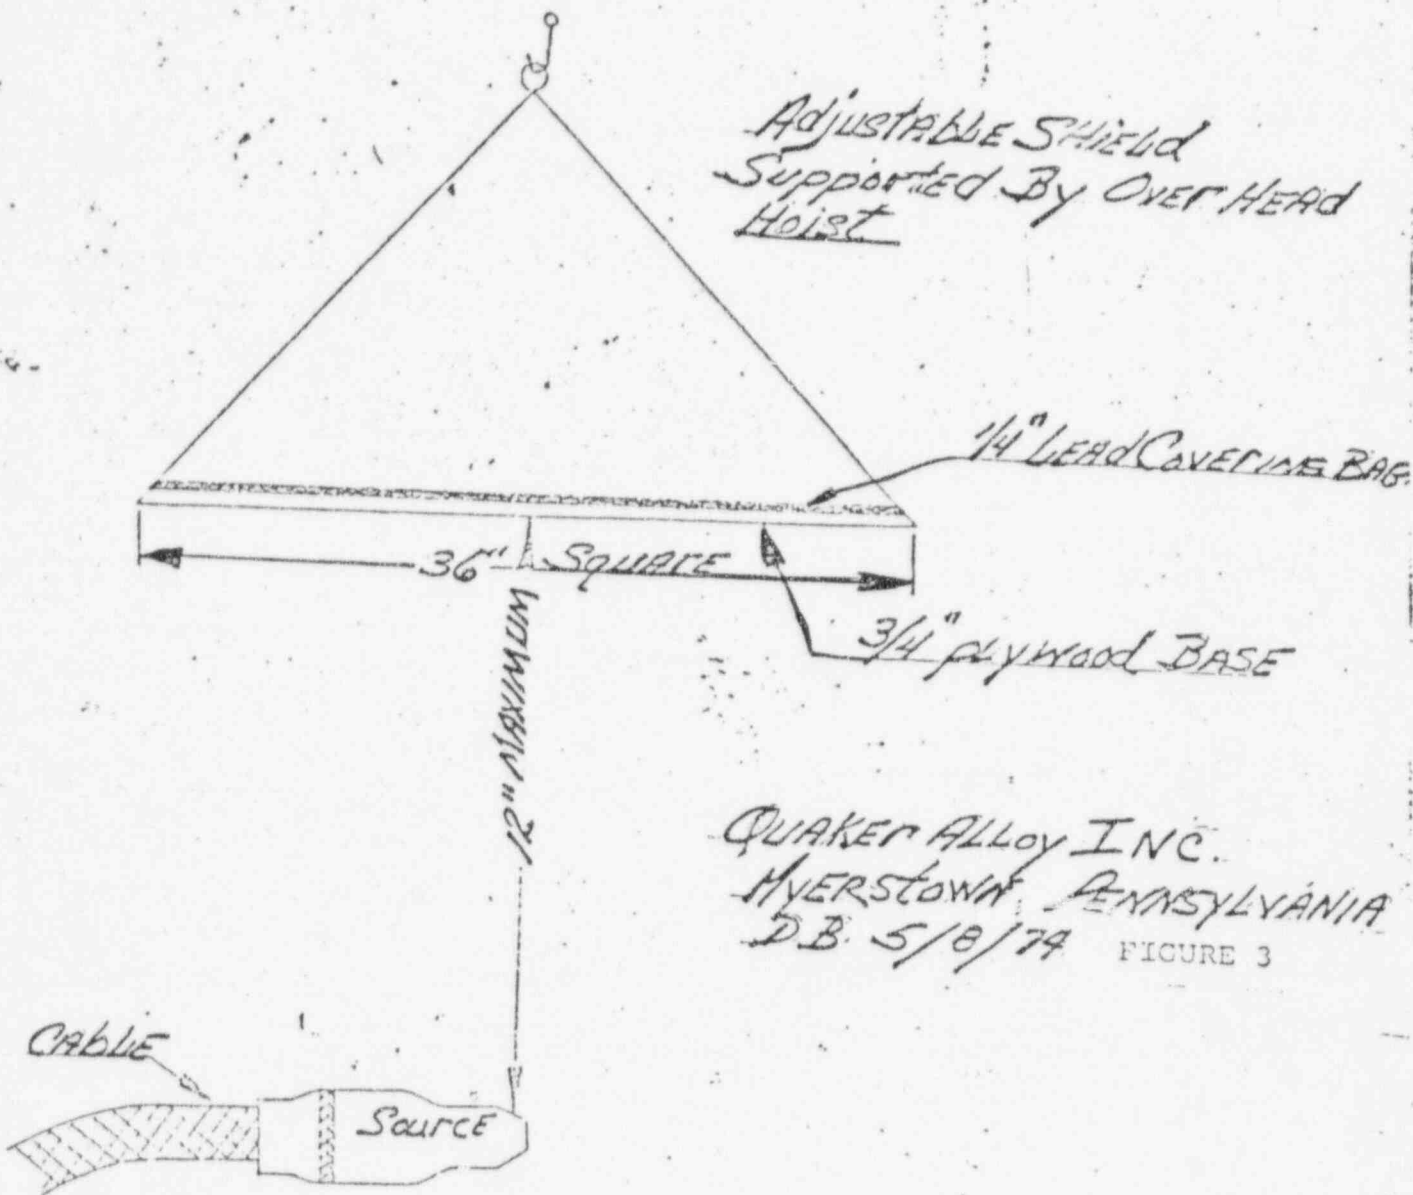 Adjustable Shield
Supported By Over Head
Hoist
1/4" Lead Covering Bag.
36" Square
3/4" plywood Base
12" Maximum
Quaker Alloy Inc.
Myerstown, Pennsylvania
D.B. 5/8/74
FIGURE 3
Cable
Source